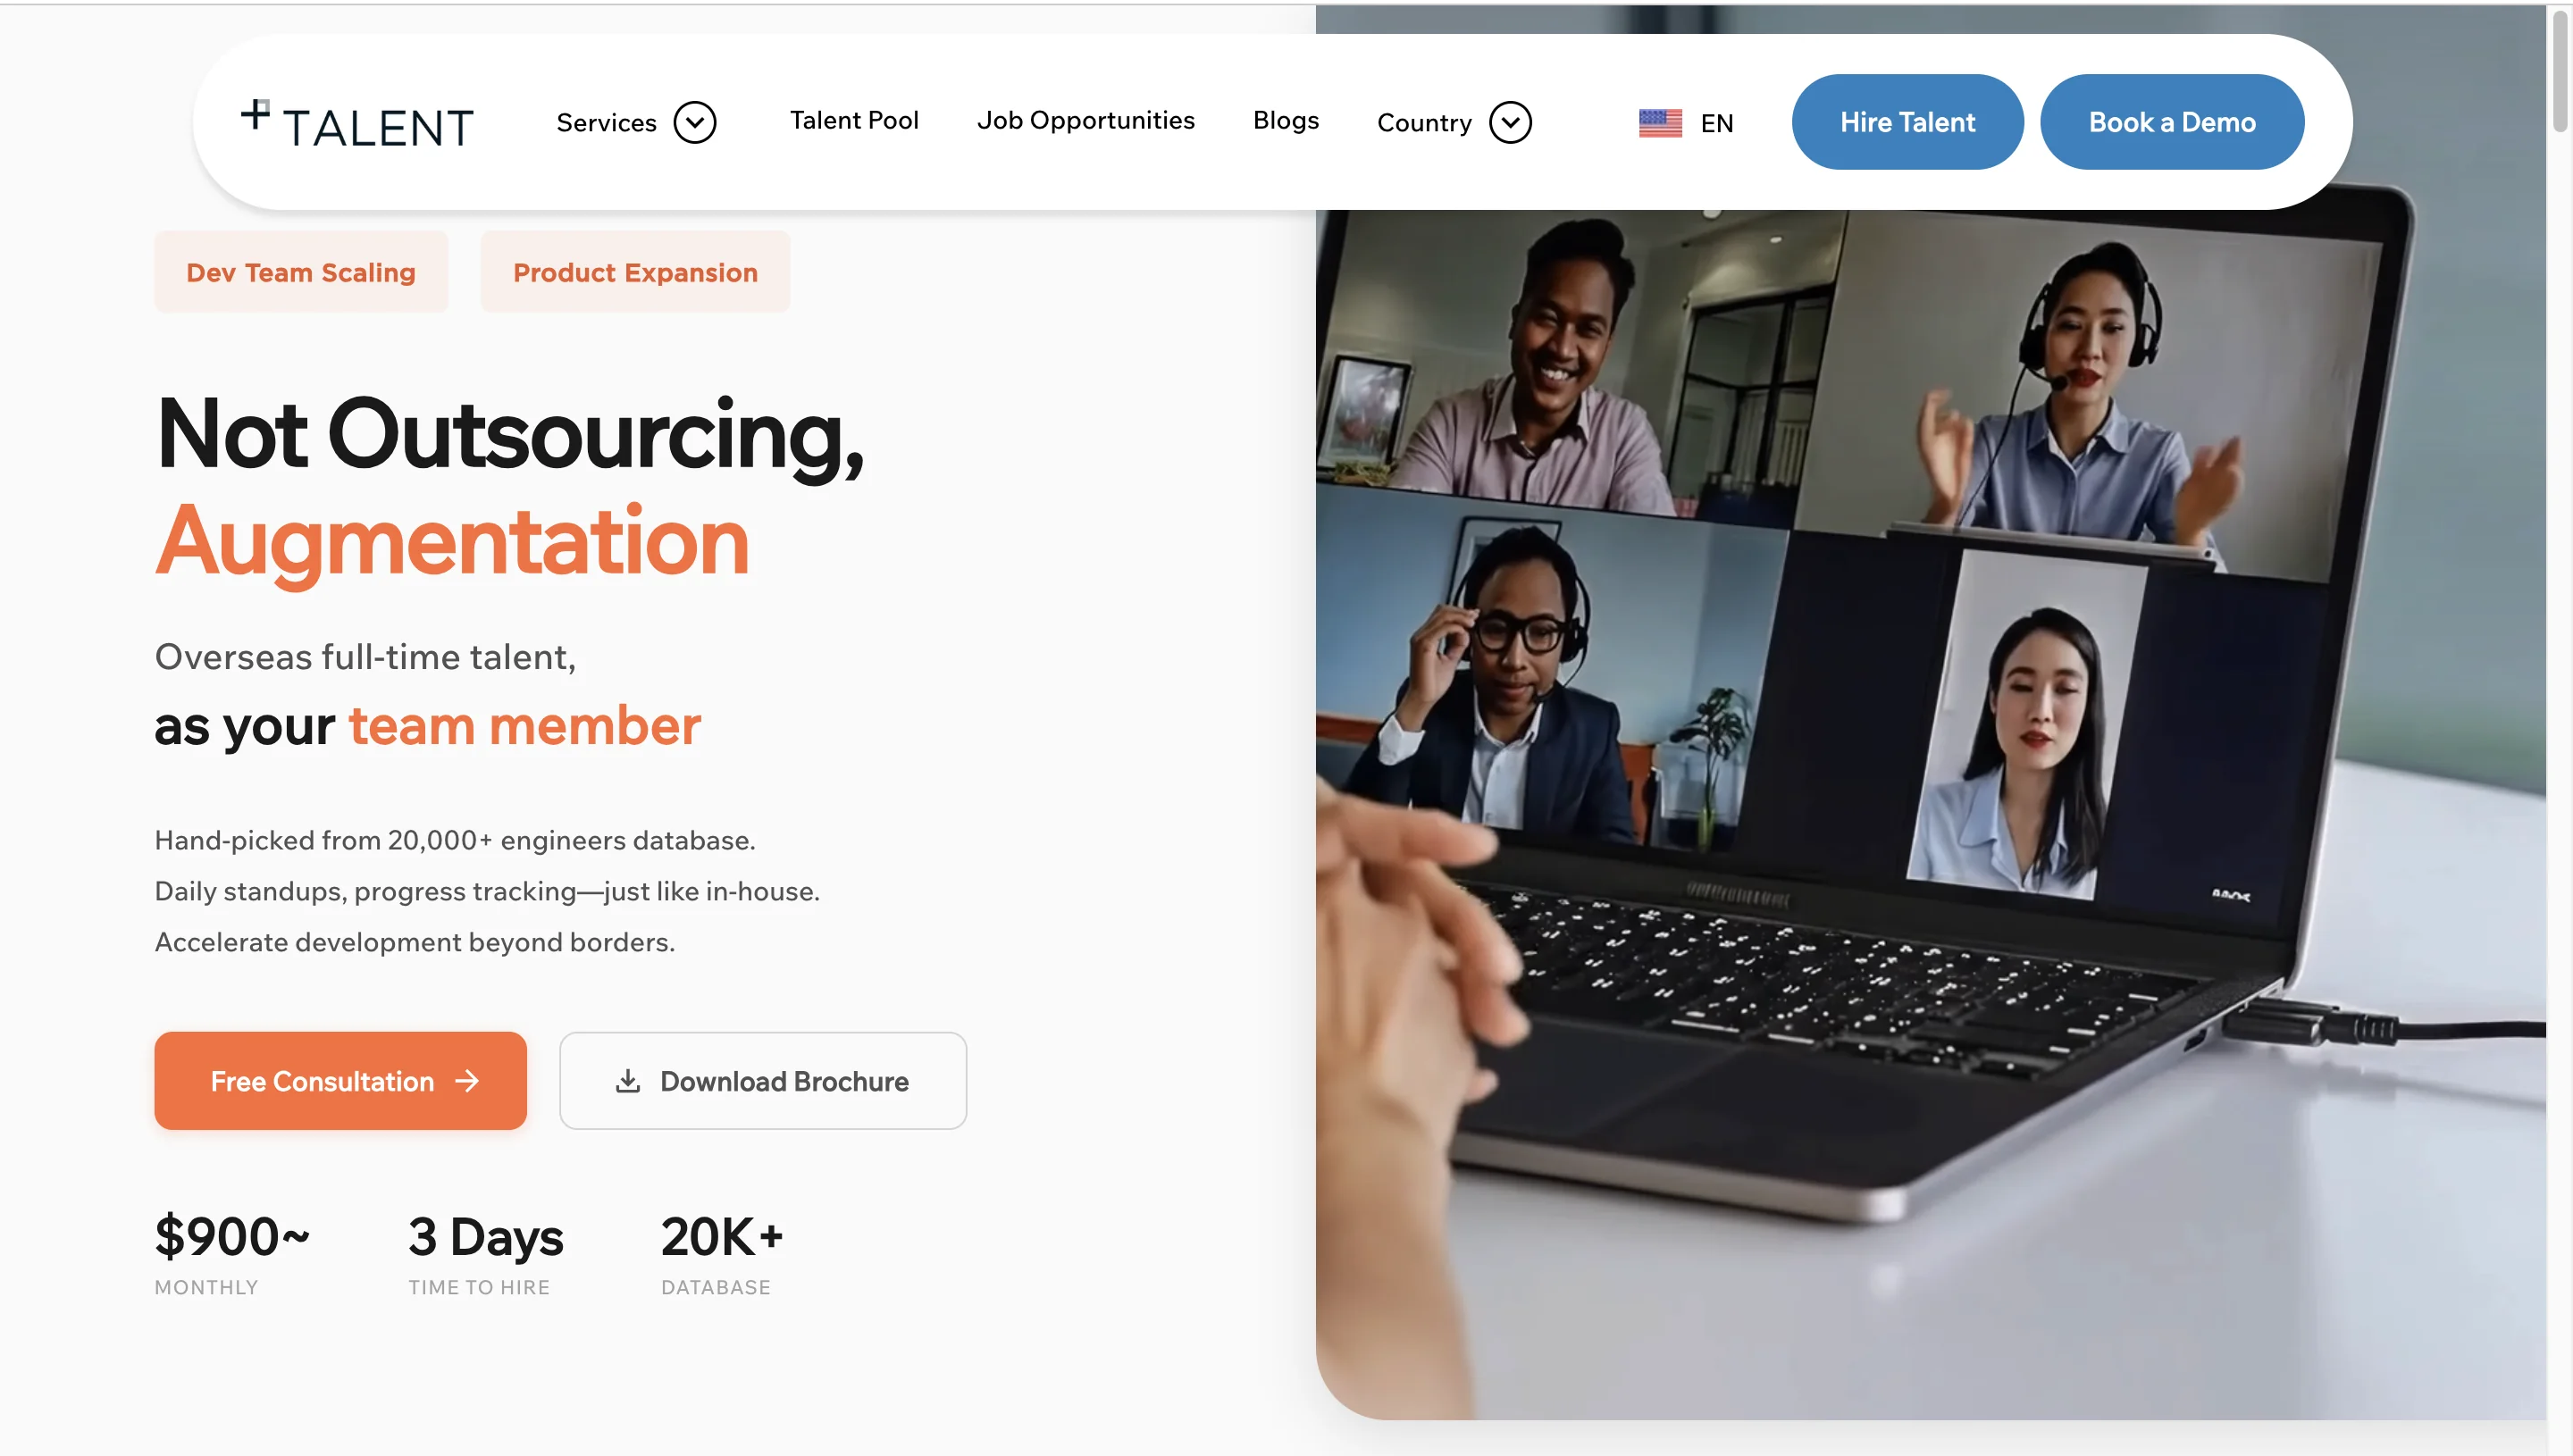 TALENT
Services
Talent Pool
Job Opportunities
Blogs
Country
EN
Hire Talent
Book a Demo
Dev Team Scaling
Product Expansion
Not Outsourcing,
Augmentation
Overseas full-time talent,
as your team member
Hand-picked from 20,000+ engineers database.
Daily standups, progress tracking—just like in-house.
Accelerate development beyond borders.
Free Consultation →
Download Brochure
$900~
MONTHLY
3 Days
TIME TO HIRE
20K+
DATABASE